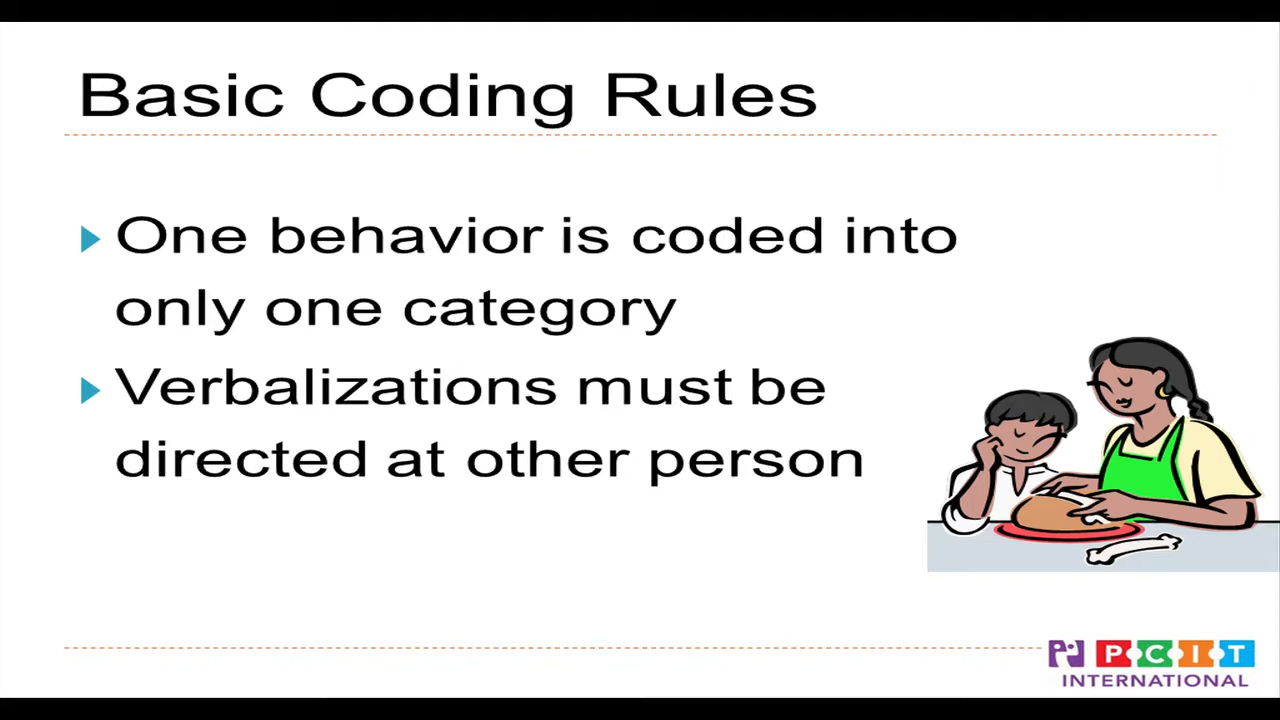 Basic Coding Rules
One behavior is coded into
only one category
Verbalizations must be
directed at other person
PCIT
INTERNATIONAL